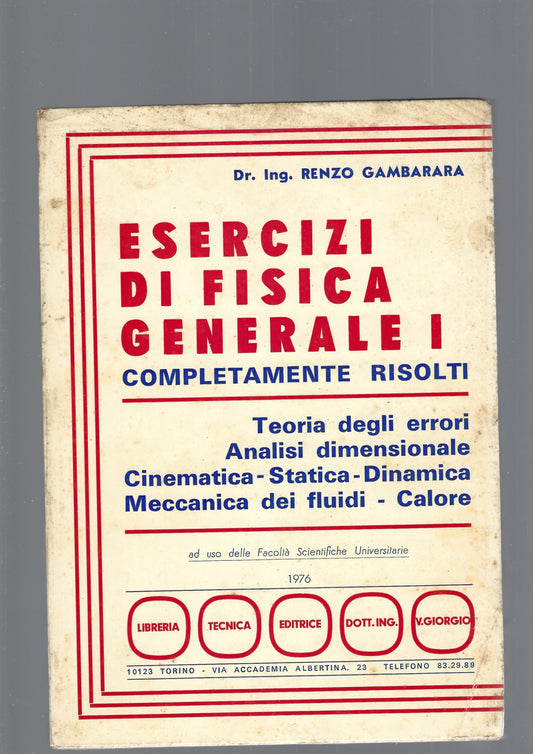 Dr. Ing. RENZO GAMBARARA
ESERCIZI
DI FISICA
GENERALE I
COMPLETAMENTE RISOLTI
Teoria degli errori
Analisi dimensionale
Cinematica - Statica - Dinamica
Meccanica dei fluidi - Calore
ad uso delle Facoltà Scientifiche Universitarie
1976
LIBRERIA TECNICA EDITRICE DOTT. ING. V. GIORGIO
10123 TORINO - VIA ACCADEMIA ALBERTINA, 23 TELEFONO 83.29.89